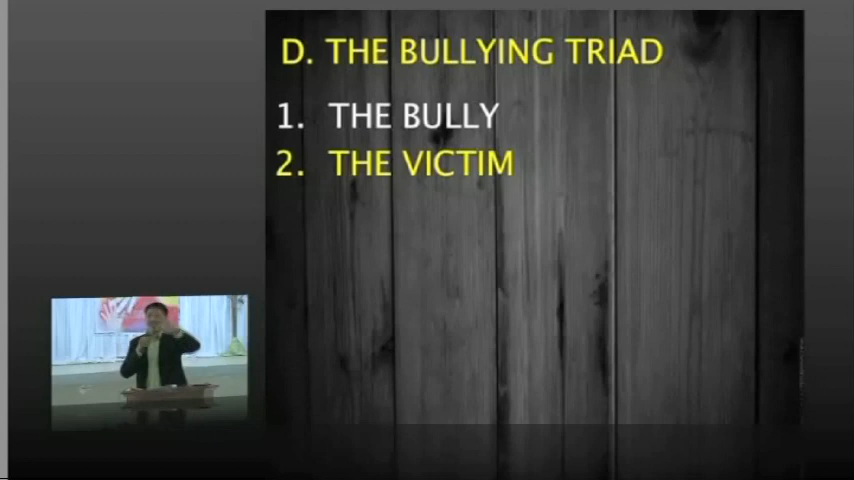 D. THE BULLYING TRIAD
1. THE BULLY
2. THE VICTIM